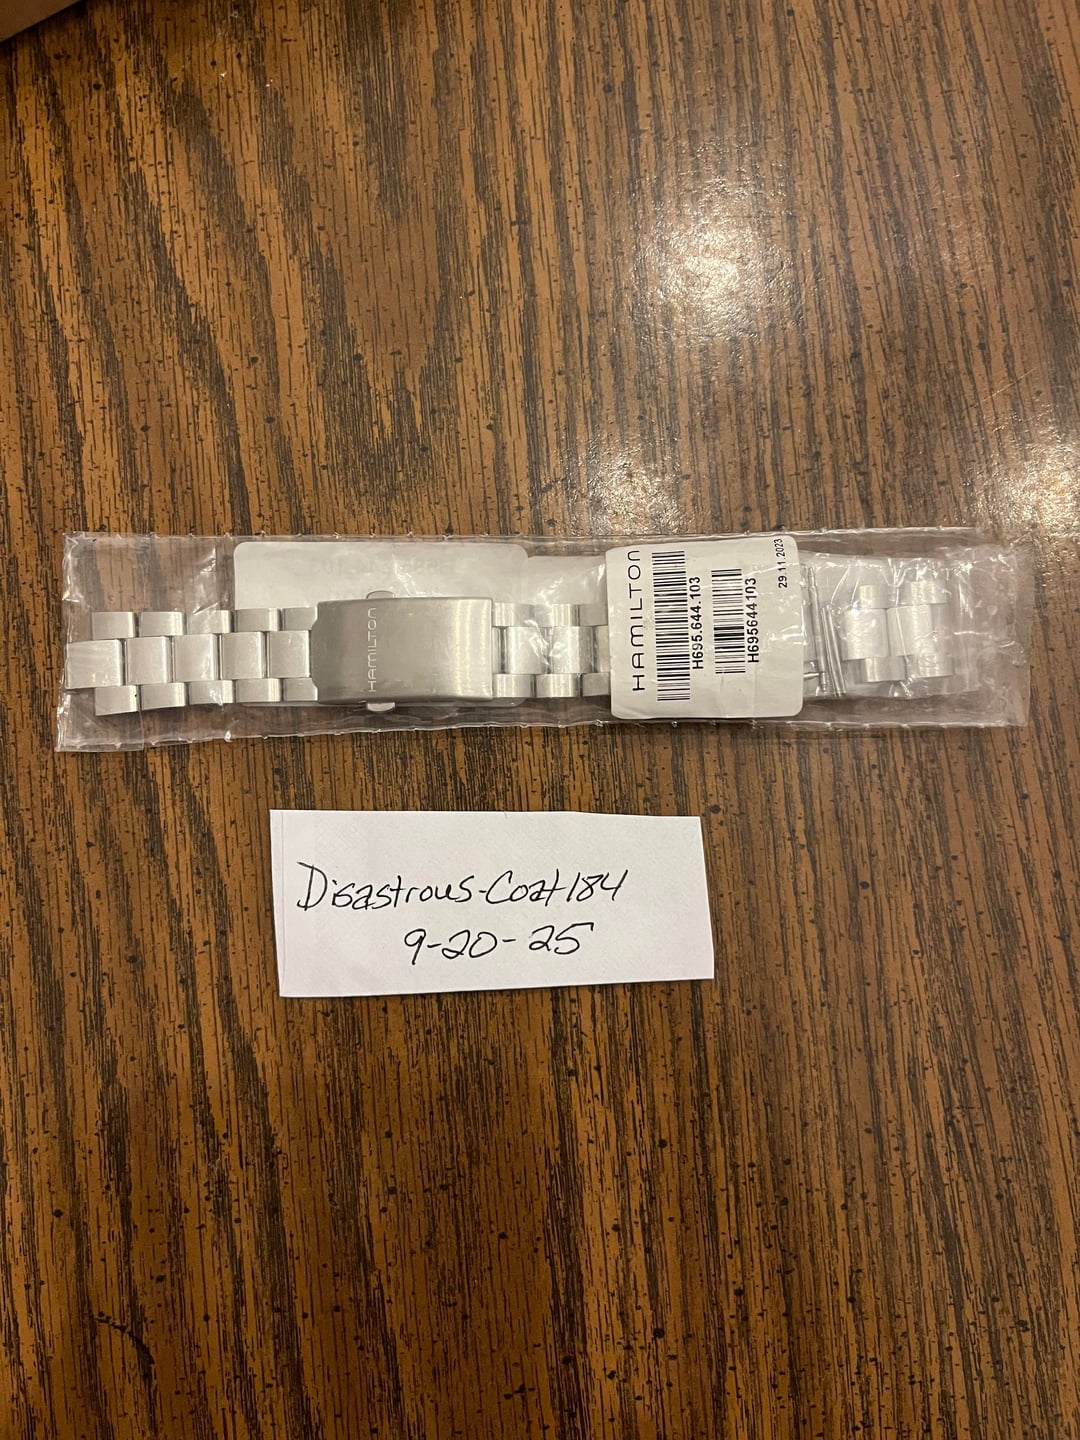 HAMILTON
HAMILTON
H695.644.103
H695644103
29.11.2023
Disastrous-Coat184
9-20-25